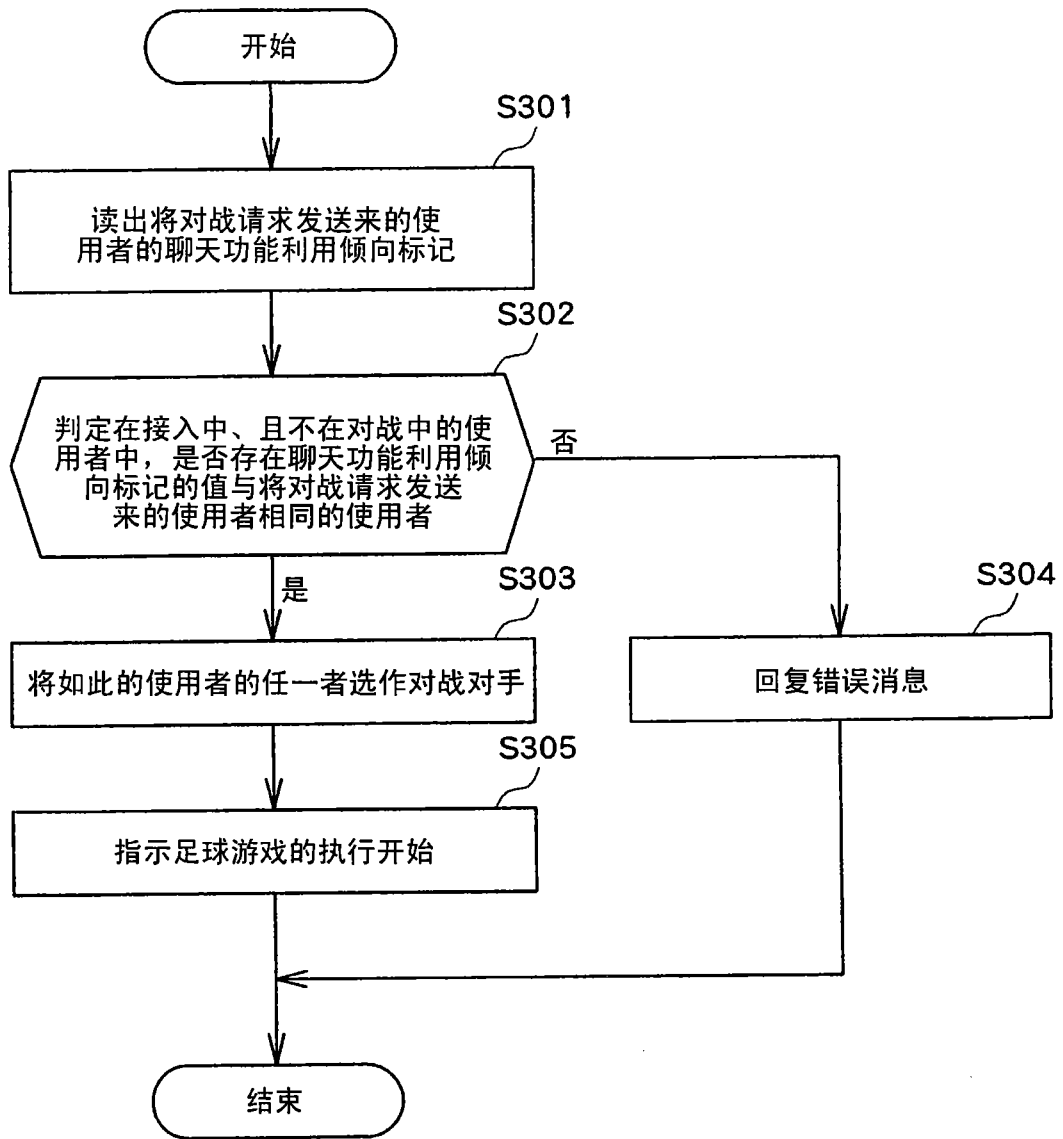 开始
S301
读出将对战请求发送来的使
用者的聊天功能利用倾向标记
S302
判定在接入中、且不在对战中的使
用者中，是否存在聊天功能利用倾
向标记的值与将对战请求发送
来的使用者相同的使用者
否
是
S303
将如此的使用者的任一者选作对战对手
S304
回复错误消息
S305
指示足球游戏的执行开始
结束